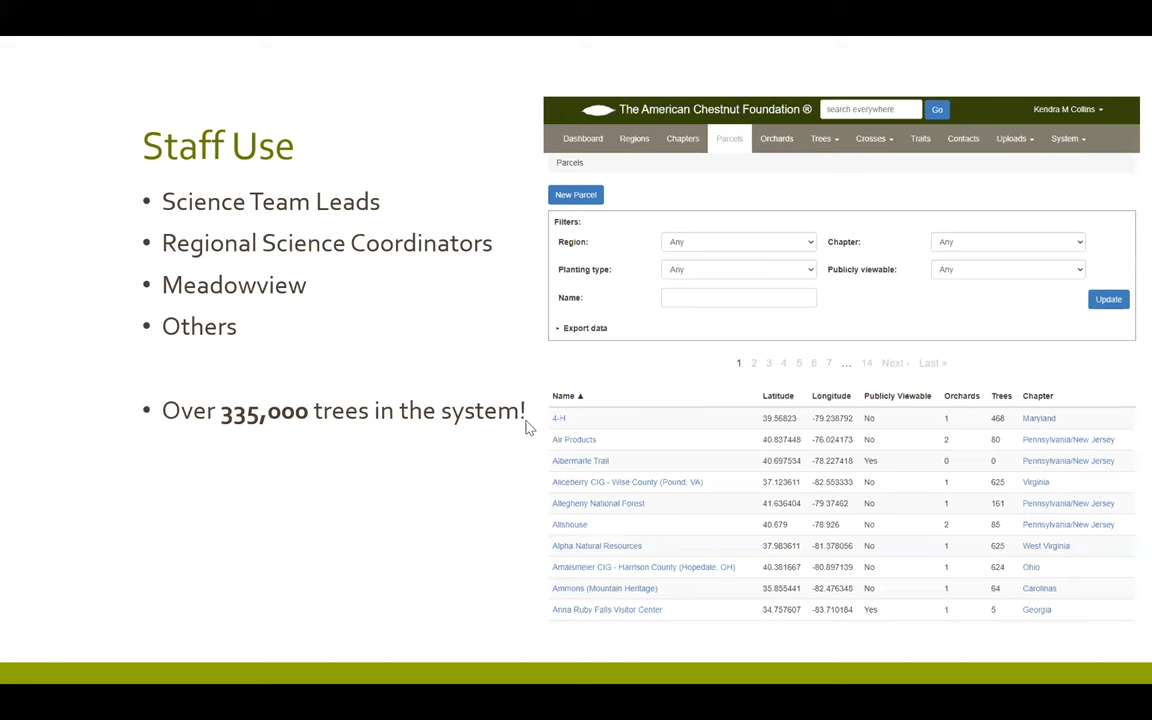 Staff Use
• Science Team Leads
• Regional Science Coordinators
• Meadowview
• Others
• Over 335,000 trees in the system!
The American Chestnut Foundation ® search everywhere Go Kendra M Collins
Dashboard Regions Chapters Parcels Orchards Trees Crosses Traits Contacts Uploads System
Parcels
New Parcel
Filters:
Region: Any Chapter: Any
Planting type: Any Publicly viewable: Any
Name: Update
Export data
1 2 3 4 5 6 7 ... 14 Next › Last »
Name ▲ Latitude Longitude Publicly Viewable Orchards Trees Chapter
4-H 39.56823 -79.238792 No 1 468 Maryland
Air Products 40.837448 -76.024173 No 2 80 Pennsylvania/New Jersey
Albemarle Trail 40.697534 -78.227418 Yes 0 0 Pennsylvania/New Jersey
Aliceberry CIG - Wise County (Pound, VA) 37.123611 -82.553333 No 1 625 Virginia
Allegheny National Forest 41.636404 -79.37462 No 1 161 Pennsylvania/New Jersey
Allshouse 40.679 -78.926 No 2 85 Pennsylvania/New Jersey
Alpha Natural Resources 37.983611 -81.378056 No 1 625 West Virginia
Amalsmeier CIG - Harrison County (Hopedale, OH) 40.381667 -80.897139 No 1 624 Ohio
Ammons (Mountain Heritage) 35.855441 -82.476348 No 1 64 Carolinas
Anna Ruby Falls Visitor Center 34.757607 -83.710184 Yes 1 5 Georgia